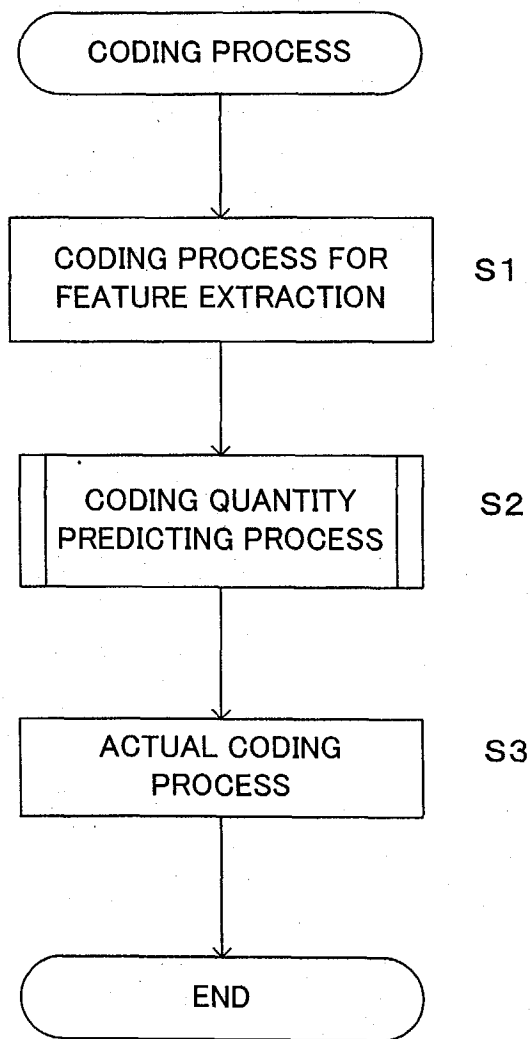 CODING PROCESS
CODING PROCESS FOR
FEATURE EXTRACTION
S1
CODING QUANTITY
PREDICTING PROCESS
S2
ACTUAL CODING
PROCESS
S3
END